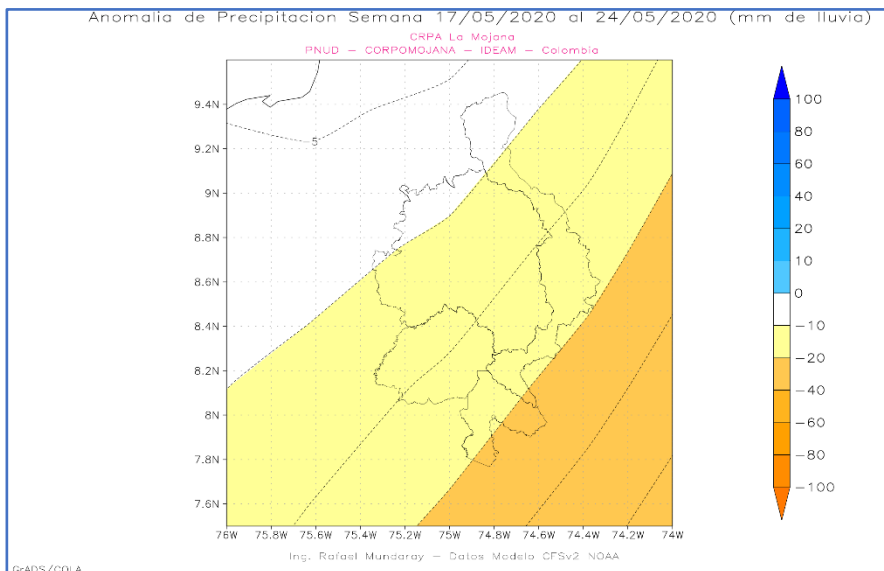 Anomalia de Precipitacion Semana 17/05/2020 al 24/05/2020 (mm de lluvia)
CRPA La Mojana
PNUD – CORPOMOJANA – IDEAM – Colombia
9.4N
9.2N
9N
8.8N
8.6N
8.4N
8.2N
8N
7.8N
7.6N
5
76W 75.8W 75.6W 75.4W 75.2W 75W 74.8W 74.6W 74.4W 74.2W 74W
100
80
60
40
20
0
−10
−20
−40
−60
−80
−100
Ing. Rafael Mundaray – Datos Modelo CFSv2 NOAA
GrADS/COLA